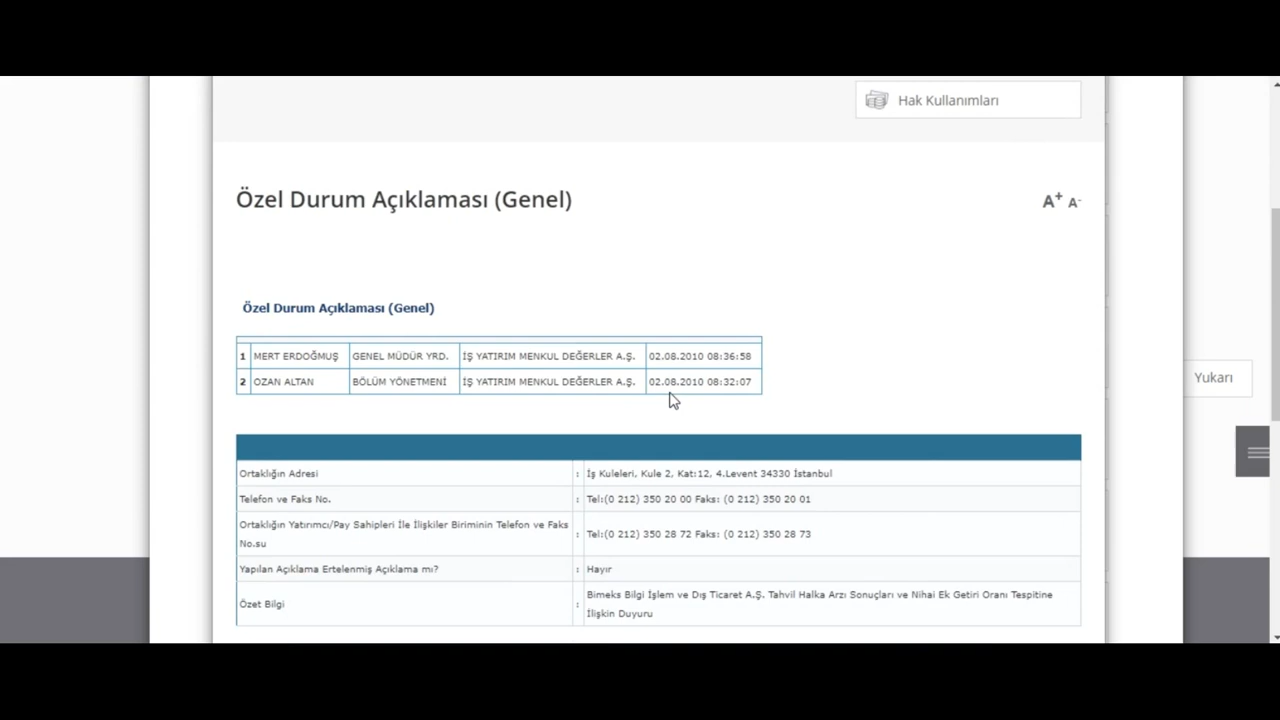 Hak Kullanımları
Özel Durum Açıklaması (Genel)
A+ A-
Özel Durum Açıklaması (Genel)
1 MERT ERDOĞMUŞ GENEL MÜDÜR YRD. İŞ YATIRIM MENKUL DEĞERLER A.Ş. 02.08.2010 08:36:58
2 OZAN ALTAN BÖLÜM YÖNETMENİ İŞ YATIRIM MENKUL DEĞERLER A.Ş. 02.08.2010 08:32:07
Yukarı
Ortaklığın Adresi : İş Kuleleri, Kule 2, Kat:12, 4.Levent 34330 İstanbul
Telefon ve Faks No. : Tel:(0 212) 350 20 00 Faks: (0 212) 350 20 01
Ortaklığın Yatırımcı/Pay Sahipleri İle İlişkiler Biriminin Telefon ve Faks
No.su : Tel:(0 212) 350 28 72 Faks: (0 212) 350 28 73
Yapılan Açıklama Ertelenmiş Açıklama mı? : Hayır
Özet Bilgi : Bimeks Bilgi İşlem ve Dış Ticaret A.Ş. Tahvil Halka Arzı Sonuçları ve Nihai Ek Getiri Oranı Tespitine
İlişkin Duyuru